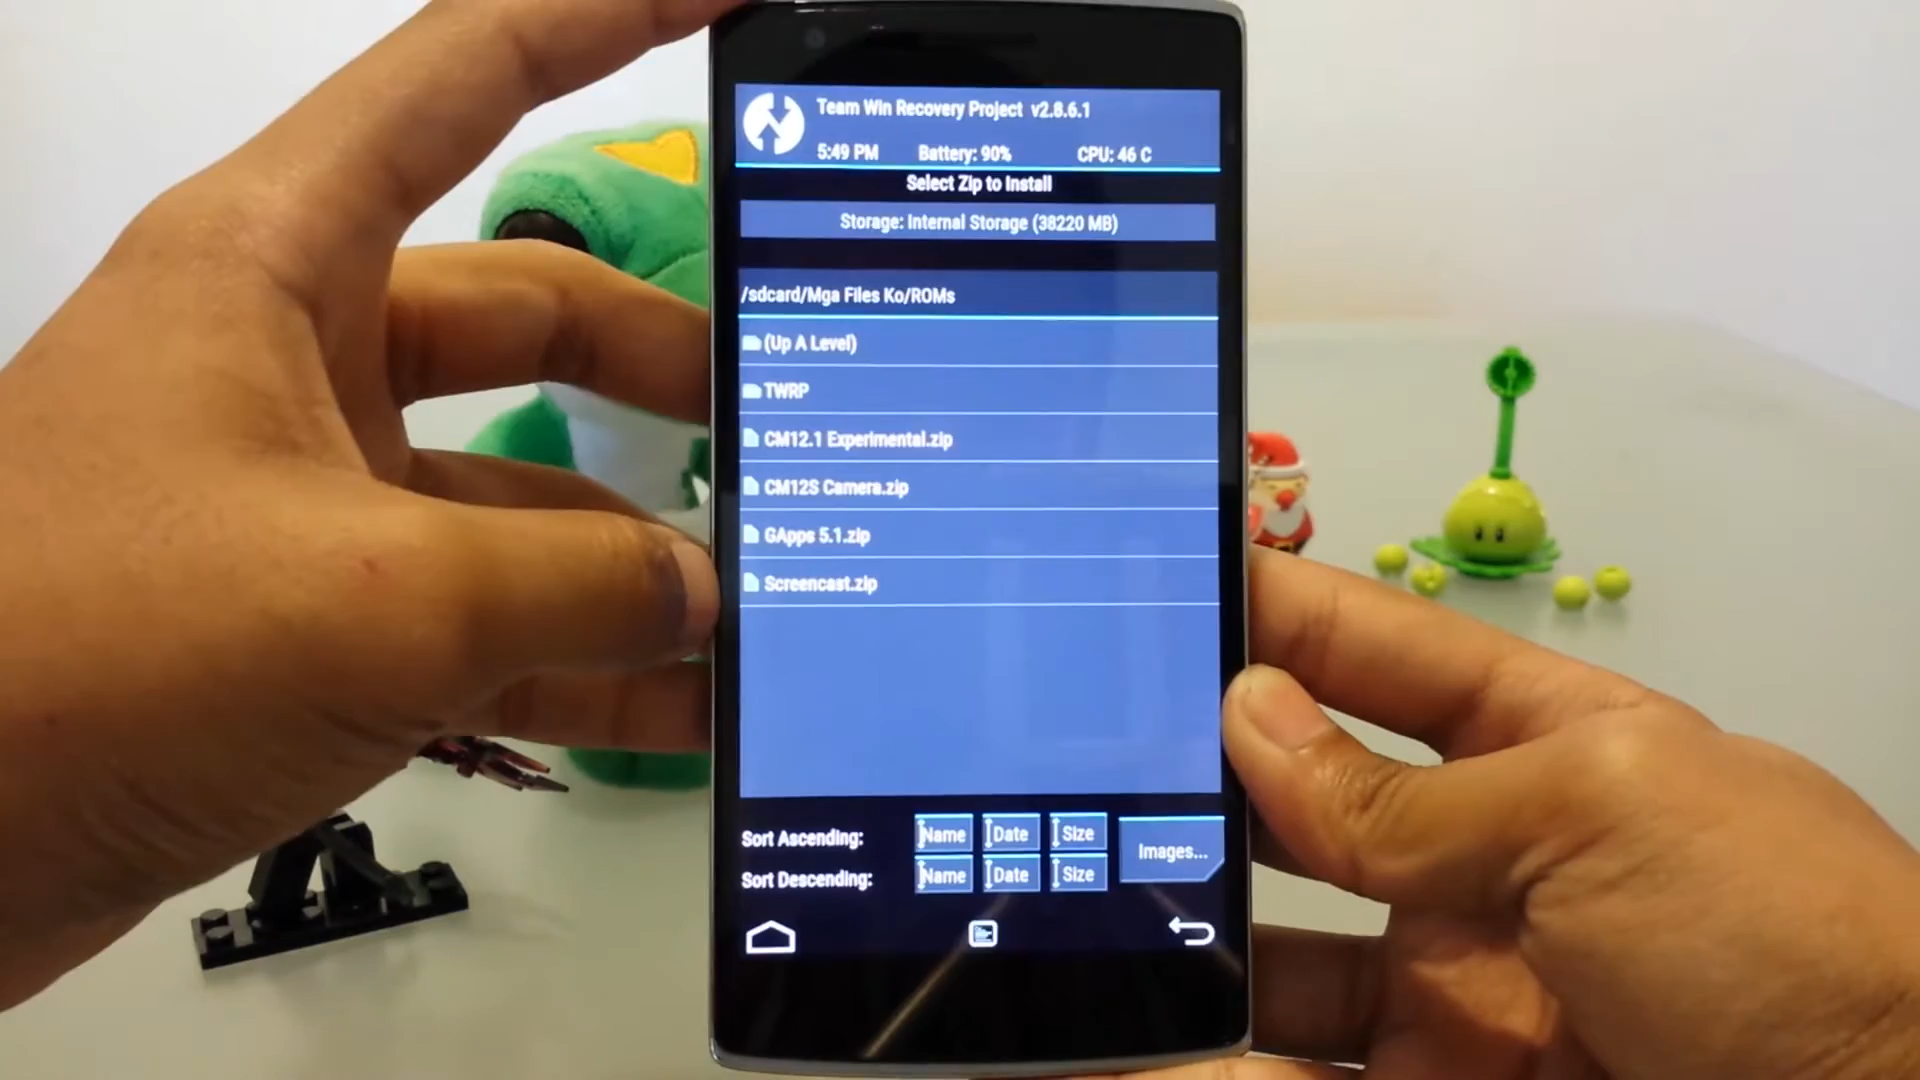 Team Win Recovery Project v2.8.6.1
5:49 PM Battery: 90% CPU: 46 C
Select Zip to Install
Storage: Internal Storage (38220 MB)
/sdcard/Mga Files Ko/ROMs
(Up A Level)
TWRP
CM12.1 Experimental.zip
CM12S Camera.zip
GApps 5.1.zip
Screencast.zip
Sort Ascending: Name Date Size
Images...
Sort Descending: Name Date Size